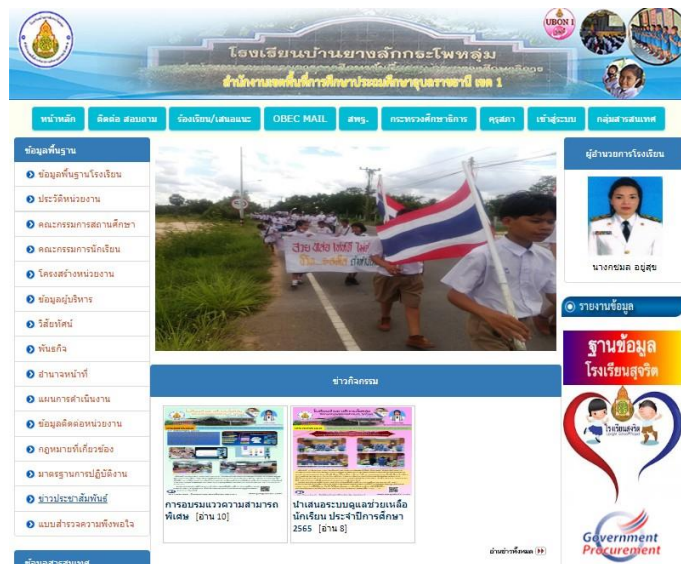 UBON 1
โรงเรียนบ้านยางสักกระโพหลุ่ม
สำนักงานเขตพื้นที่การศึกษาประถมศึกษาอุบลราชธานี เขต 1
หน้าหลัก
ติดต่อ สอบถาม
ร้องเรียน/เสนอแนะ
OBEC MAIL
สพฐ.
กระทรวงศึกษาธิการ
คุรุสภา
เข้าสู่ระบบ
กลุ่มสารสนเทศ
ข้อมูลพื้นฐาน
ข้อมูลพื้นฐานโรงเรียน
ประวัติหน่วยงาน
คณะกรรมการสถานศึกษา
คณะกรรมการนักเรียน
โครงสร้างหน่วยงาน
ข้อมูลผู้บริหาร
วิสัยทัศน์
พันธกิจ
อำนาจหน้าที่
แผนการดำเนินงาน
ข้อมูลติดต่อหน่วยงาน
กฎหมายที่เกี่ยวข้อง
มาตรฐานการปฏิบัติงาน
ข่าวประชาสัมพันธ์
แบบสำรวจความพึงพอใจ
ข้อมูลสารสนเทศ
ข่าวกิจกรรม
การอบรมแววความสามารถ
พิเศษ [อ่าน 10]
นำเสนอระบบดูแลช่วยเหลือ
นักเรียน ประจำปีการศึกษา
2565 [อ่าน 8]
อ่านข่าวทั้งหมด
ผู้อำนวยการโรงเรียน
นางกชมล อยู่สุข
รายงานข้อมูล
ฐานข้อมูล
โรงเรียนสุจริต
โรงเรียนสุจริต
Government
Procurement